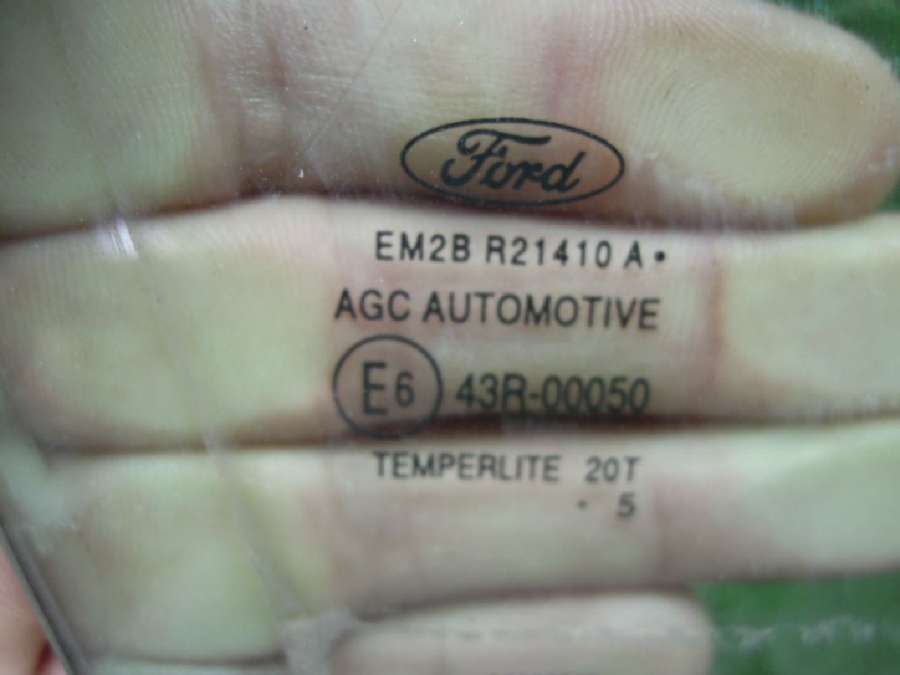 Ford
EM2B R21410 A•
AGC AUTOMOTIVE
E6 43R-00050
TEMPERLITE 20T
· 5